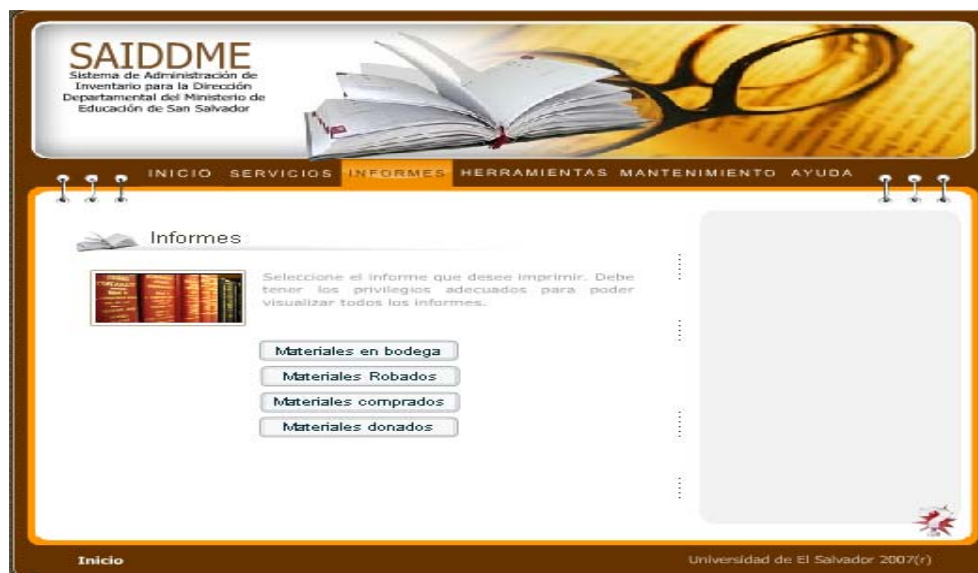 SAIDDME
Sistema de Administración de
Inventario para la Dirección
Departamental del Ministerio de
Educación de San Salvador
INICIO SERVICIOS INFORMES HERRAMIENTAS MANTENIMIENTO AYUDA
Informes
Seleccione el informe que desee imprimir. Debe
tener los privilegios adecuados para poder
visualizar todos los informes.
Materiales en bodega
Materiales Robados
Materiales comprados
Materiales donados
Inicio
Universidad de El Salvador 2007(r)